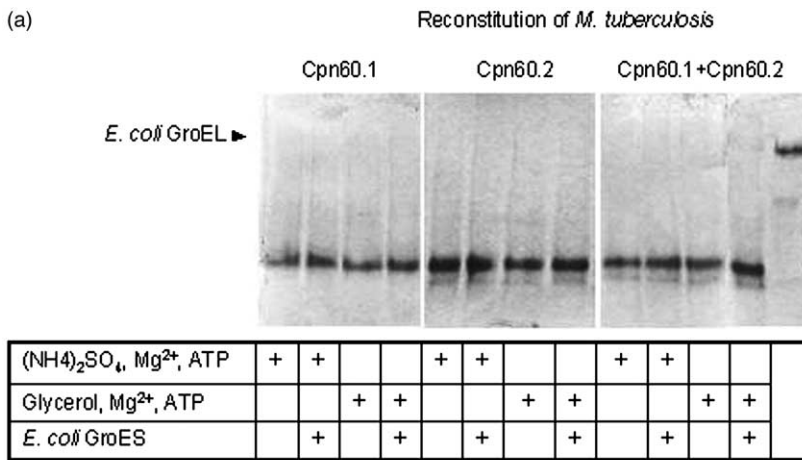 (a)
Reconstitution of M. tuberculosis
Cpn60.1 Cpn60.2 Cpn60.1+Cpn60.2
E. coli GroEL
(NH4)₂SO₄, Mg²⁺, ATP + + + + + +
Glycerol, Mg²⁺, ATP + + + + + +
E. coli GroES + + + + + +